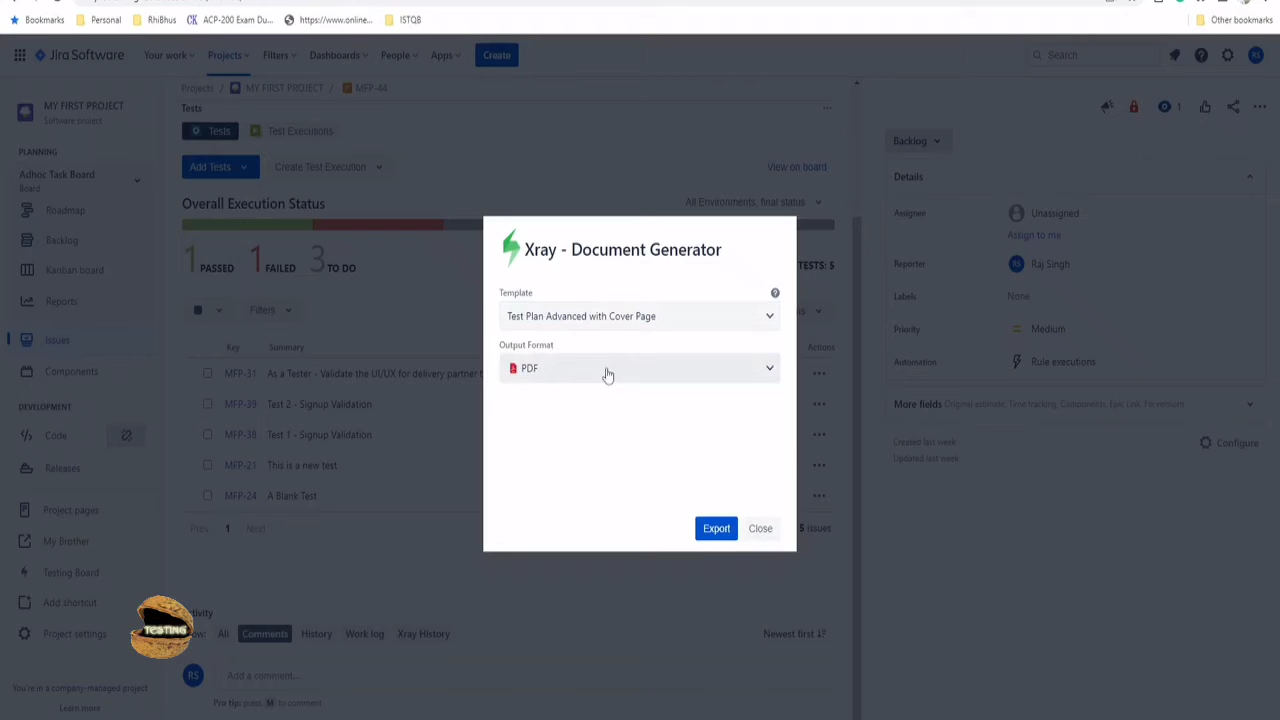 Bookmarks Personal RhiBhus ACP-200 Exam Du... https://www.online... ISTQB Other bookmarks
Jira Software Your work Projects Filters Dashboards People Apps Create Search RS
Projects MY FIRST PROJECT MFP-44
MY FIRST PROJECT
Software project
Tests
1
Tests Test Executions
Backlog
PLANNING
Adhoc Task Board
Board
Add Tests Create Test Execution View on board
Details
Overall Execution Status All Environments, final status
Roadmap
Assignee Unassigned
Assign to me
Backlog
1 PASSED 1 FAILED 3 TO DO
Xray - Document Generator
Reporter RS Raj Singh
Kanban board
Template
Labels None
Reports
Filters
Test Plan Advanced with Cover Page
Priority Medium
Issues
Key Summary
Output Format
Actions
Automation Rule executions
Components
MFP-31 As a Tester - Validate the UI/UX for delivery partner
PDF
MFP-39 Test 2 - Signup Validation
More fields Original estimate, Time tracking, Components, Epic Link, Fix versions
DEVELOPMENT
Code
MFP-38 Test 1 - Signup Validation
Created last week
Updated last week
Configure
Releases
MFP-21 This is a new test
MFP-24 A Blank Test
Project pages
Prev 1 Next
Export Close
5 issues
My Brother
Testing Board
Add shortcut
TESTING
Project settings
All Comments History Work log Xray History Newest first
RS Add a comment...
You're in a company-managed project
Learn more
Pro tip: press M to comment